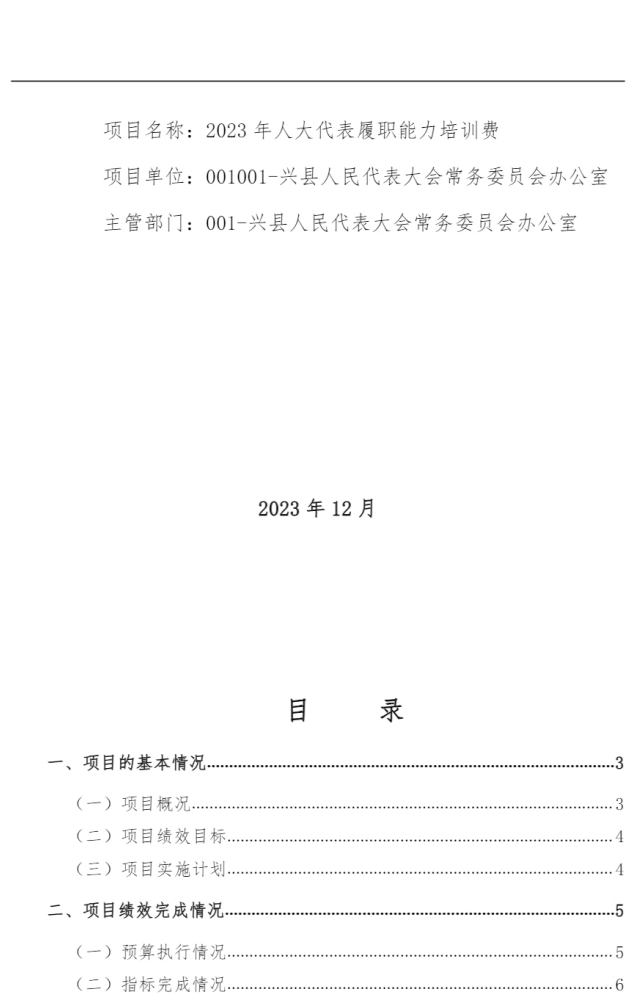 项目名称：2023 年人大代表履职能力培训费
项目单位：001001-兴县人民代表大会常务委员会办公室
主管部门：001-兴县人民代表大会常务委员会办公室
2023 年 12 月
目 录
一、项目的基本情况........................................3
（一）项目概况........................................3
（二）项目绩效目标........................................4
（三）项目实施计划........................................4
二、项目绩效完成情况........................................5
（一）预算执行情况........................................5
（二）指标完成情况........................................6